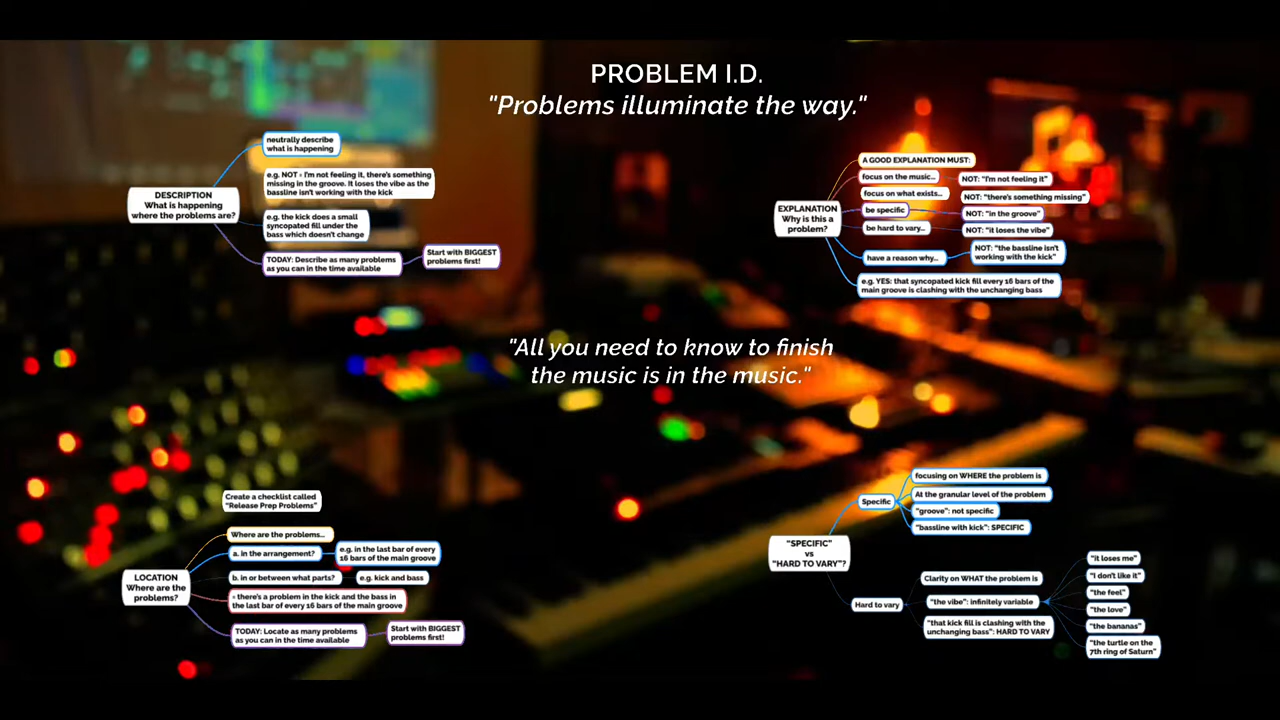 PROBLEM I.D.
"Problems illuminate the way."
DESCRIPTION
What is happening
where the problems are?
neutrally describe
what is happening
e.g. NOT = I'm not feeling it, there's something
missing in the groove. It loses the vibe as the
bassline isn't working with the kick
e.g. the kick does a small
syncopated fill under the
bass which doesn't change
TODAY: Describe as many problems
as you can in the time available
Start with BIGGEST
problems first!
EXPLANATION
Why is this a
problem?
A GOOD EXPLANATION MUST:
focus on the music...
NOT: "I'm not feeling it"
focus on what exists...
NOT: "there's something missing"
be specific
NOT: "in the groove"
be hard to vary...
NOT: "it loses the vibe"
have a reason why...
NOT: "the bassline isn't
working with the kick"
e.g. YES: that syncopated kick fill every 16 bars of the
main groove is clashing with the unchanging bass
"All you need to know to finish
the music is in the music."
Create a checklist called
"Release Prep Problems"
LOCATION
Where are the
problems?
Where are the problems...
a. in the arrangement?
e.g. in the last bar of every
16 bars of the main groove
b. in or between what parts?
e.g. kick and bass
= there's a problem in the kick and the bass in
the last bar of every 16 bars of the main groove
TODAY: Locate as many problems
as you can in the time available
Start with BIGGEST
problems first!
"SPECIFIC"
vs
"HARD TO VARY"?
Specific
focusing on WHERE the problem is
At the granular level of the problem
"groove": not specific
"bassline with kick": SPECIFIC
Hard to vary
Clarity on WHAT the problem is
"the vibe": infinitely variable
"it loses me"
"I don't like it"
"the feel"
"the love"
"the bananas"
"the turtle on the
7th ring of Saturn"
"that kick fill is clashing with the
unchanging bass": HARD TO VARY